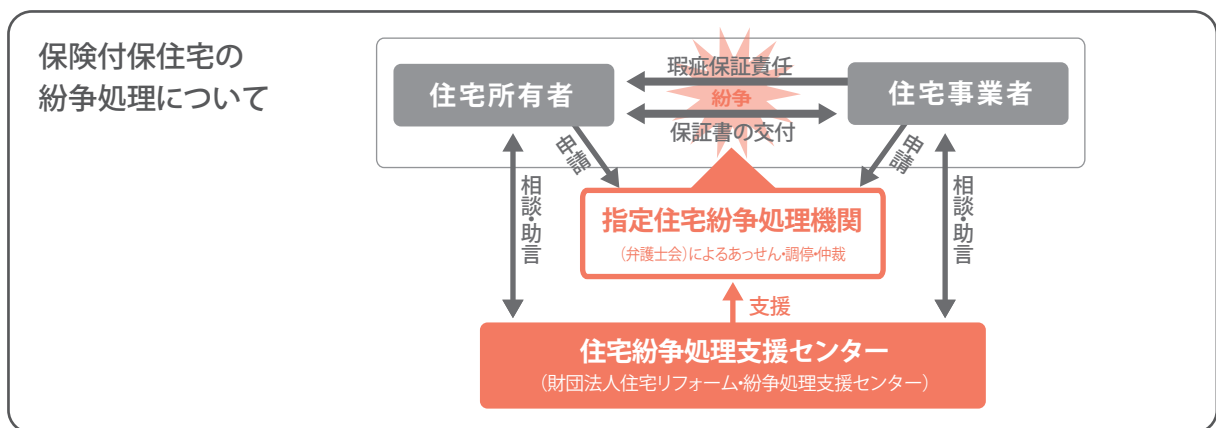 保険付保住宅の
紛争処理について
住宅所有者
瑕疵保証責任
紛争
保証書の交付
住宅事業者
申請
申請
相談・助言
相談・助言
指定住宅紛争処理機関
(弁護士会)によるあっせん・調停・仲裁
支援
住宅紛争処理支援センター
(財団法人住宅リフォーム・紛争処理支援センター)